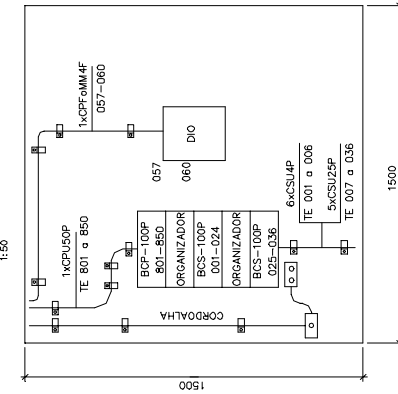 1:50
1xCPFoMM4F
057-060
1xCPU50P
TE 801 a 850
057
060
DIO
BCP-100P
801-850
ORGANIZADOR
BCS-100P
001-024
ORGANIZADOR
BCS-100P
025-036
CORDOALHA
6xCSU4P
TE 001 a 006
5xCSU25P
TE 007 a 036
1500
1500